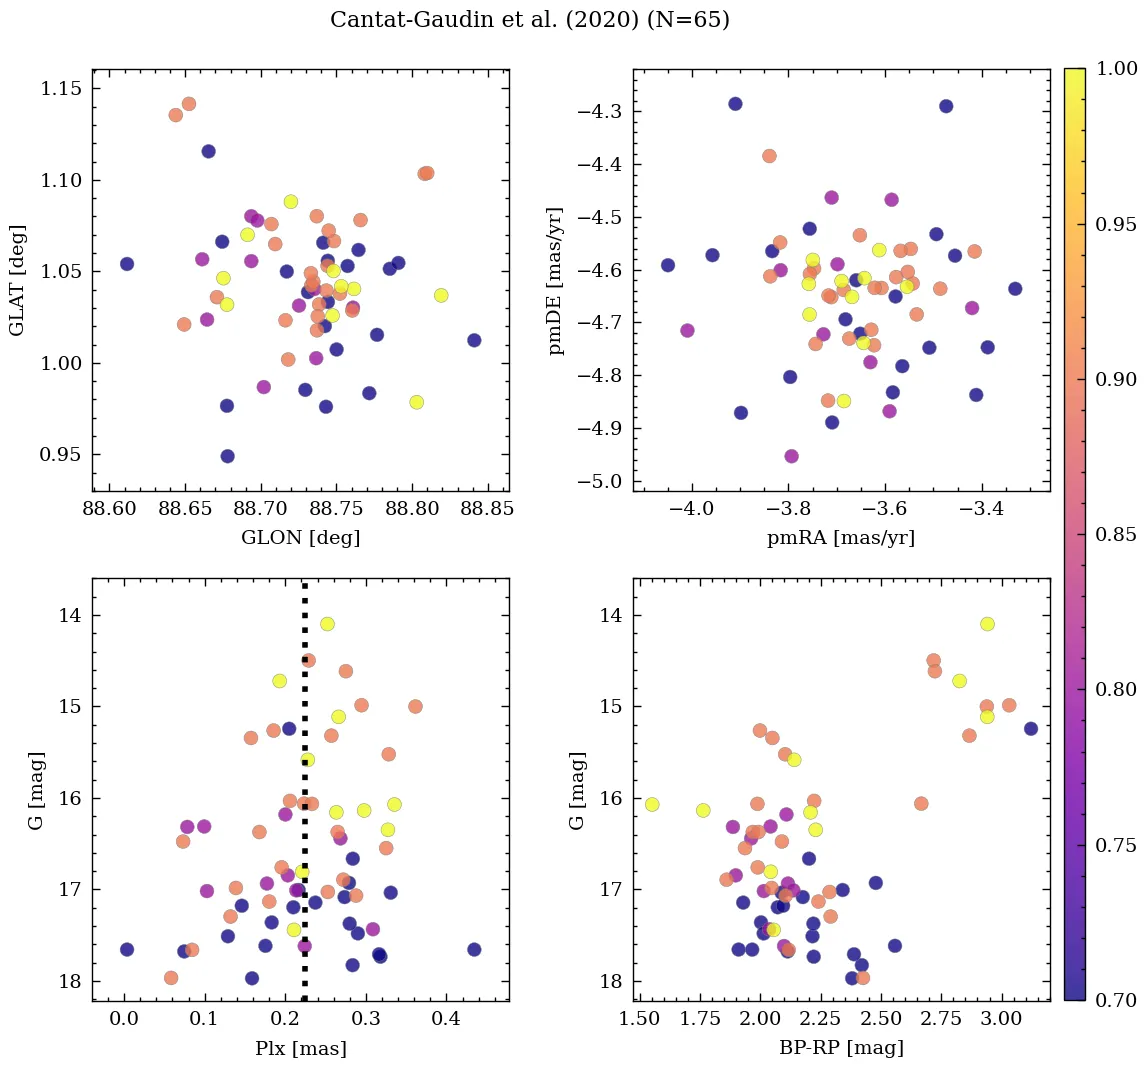 Cantat-Gaudin et al. (2020) (N=65)
1.15
1.10
1.05
1.00
0.95
GLAT [deg]
88.60 88.65 88.70 88.75 88.80 88.85
GLON [deg]
−4.3
−4.4
−4.5
−4.6
−4.7
−4.8
−4.9
−5.0
pmDE [mas/yr]
−4.0 −3.8 −3.6 −3.4
pmRA [mas/yr]
1.00
0.95
0.90
0.85
0.80
0.75
0.70
14
15
16
17
18
G [mag]
0.0 0.1 0.2 0.3 0.4
Plx [mas]
14
15
16
17
18
G [mag]
1.50 1.75 2.00 2.25 2.50 2.75 3.00
BP-RP [mag]